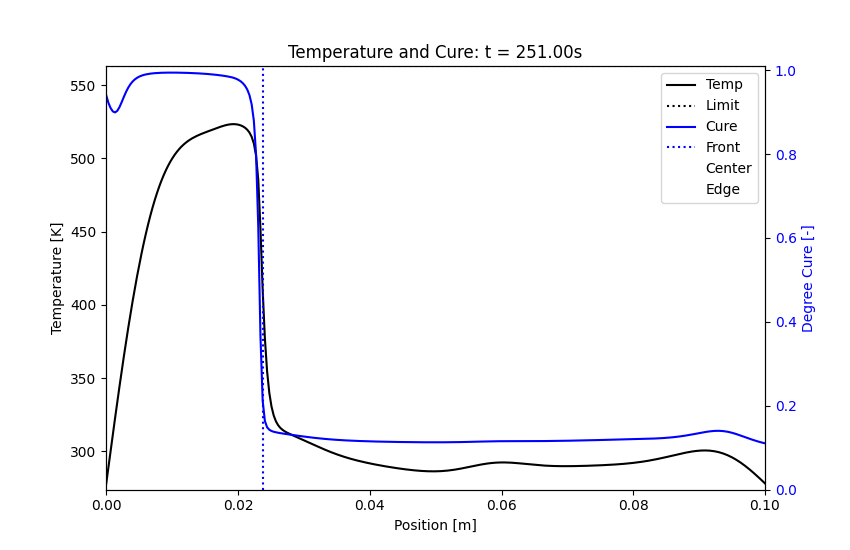 Temperature and Cure: t = 251.00s
Temperature [K]
550
500
450
400
350
300
Temp
Limit
Cure
Front
Center
Edge
1.0
0.8
0.6
0.4
0.2
0.0
Degree Cure [-]
0.00 0.02 0.04 0.06 0.08 0.10
Position [m]